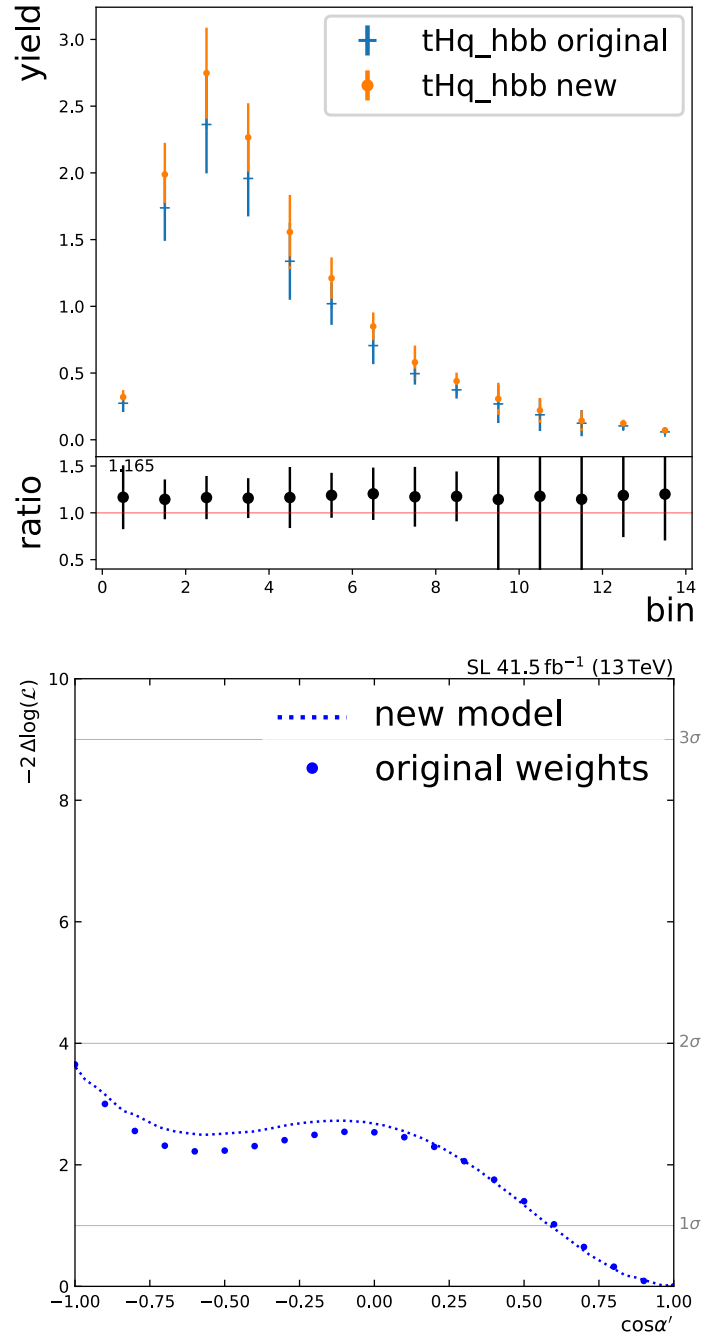 yield
3.0
2.5
2.0
1.5
1.0
0.5
0.0
tHq_hbb original
tHq_hbb new
ratio
1.5
1.0
0.5
1.165
0 2 4 6 8 10 12 14
bin
SL 41.5 fb⁻¹ (13 TeV)
−2 Δlog(ℒ)
10
8
6
4
2
0
new model
original weights
3σ
2σ
1σ
−1.00 −0.75 −0.50 −0.25 0.00 0.25 0.50 0.75 1.00
cosα′